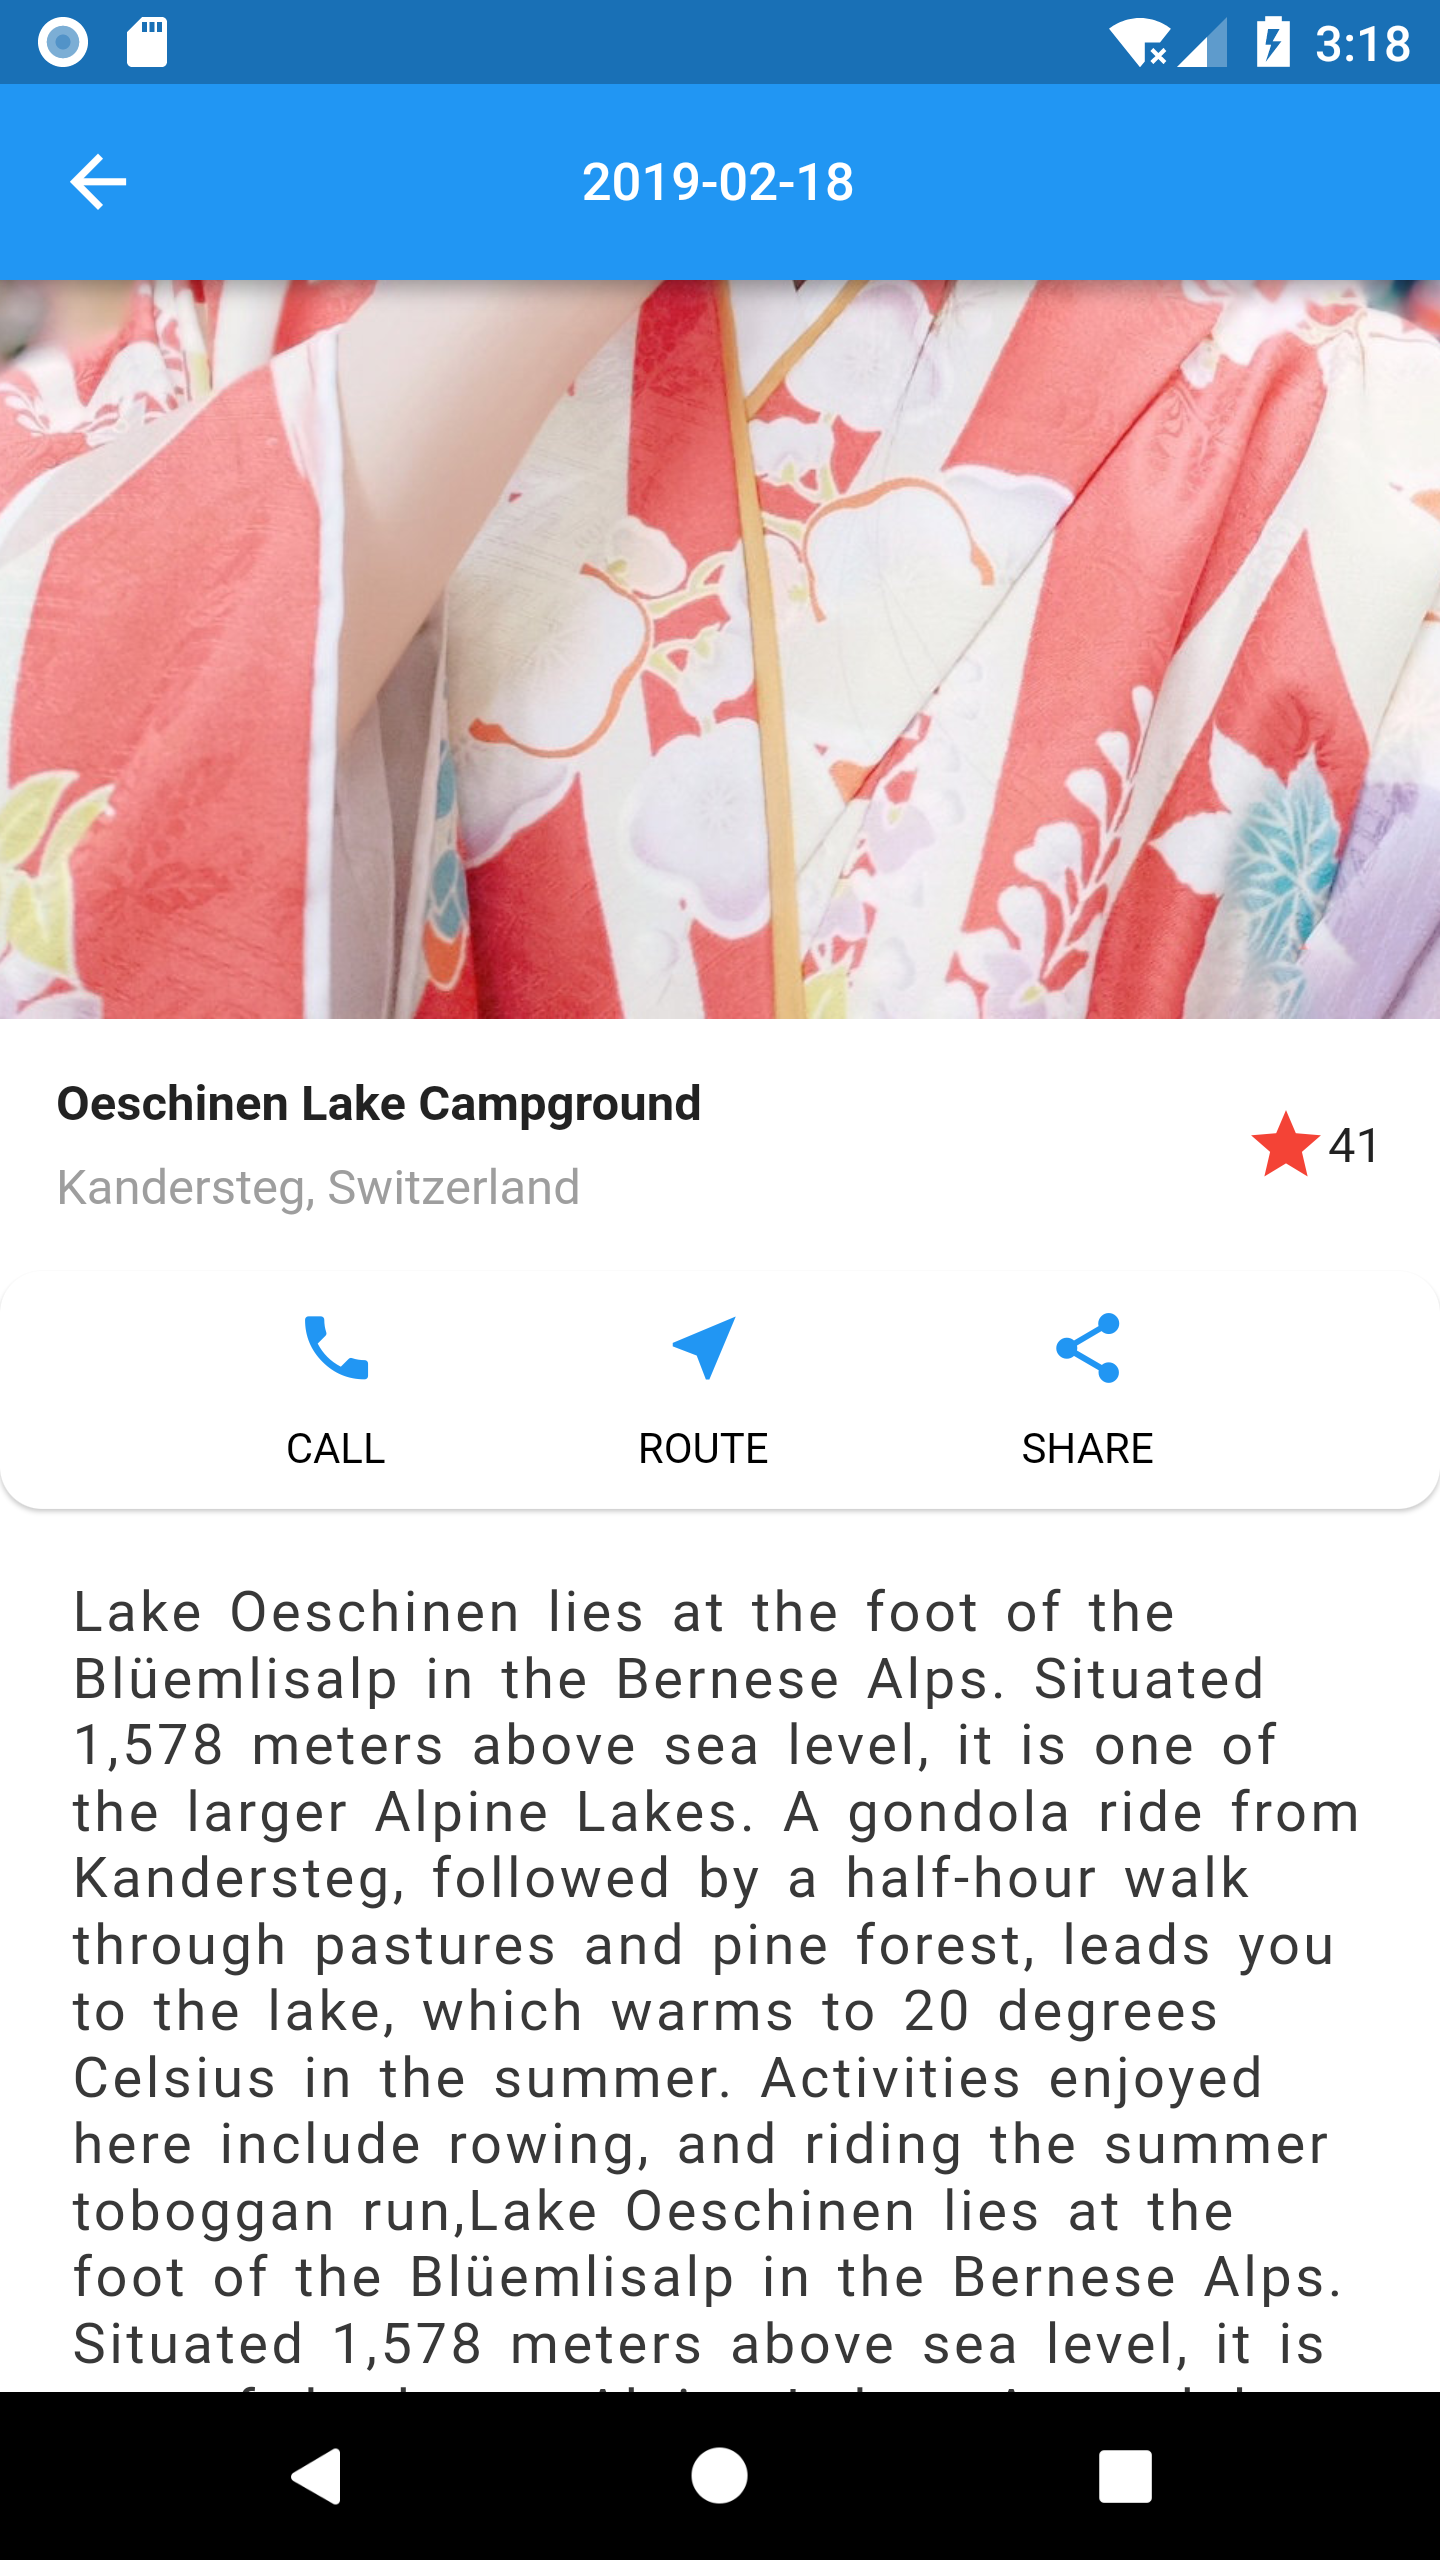 3:18
2019-02-18
Oeschinen Lake Campground
Kandersteg, Switzerland
41
CALL
ROUTE
SHARE
Lake Oeschinen lies at the foot of the
Blüemlisalp in the Bernese Alps. Situated
1,578 meters above sea level, it is one of
the larger Alpine Lakes. A gondola ride from
Kandersteg, followed by a half-hour walk
through pastures and pine forest, leads you
to the lake, which warms to 20 degrees
Celsius in the summer. Activities enjoyed
here include rowing, and riding the summer
toboggan run,Lake Oeschinen lies at the
foot of the Blüemlisalp in the Bernese Alps.
Situated 1,578 meters above sea level, it is